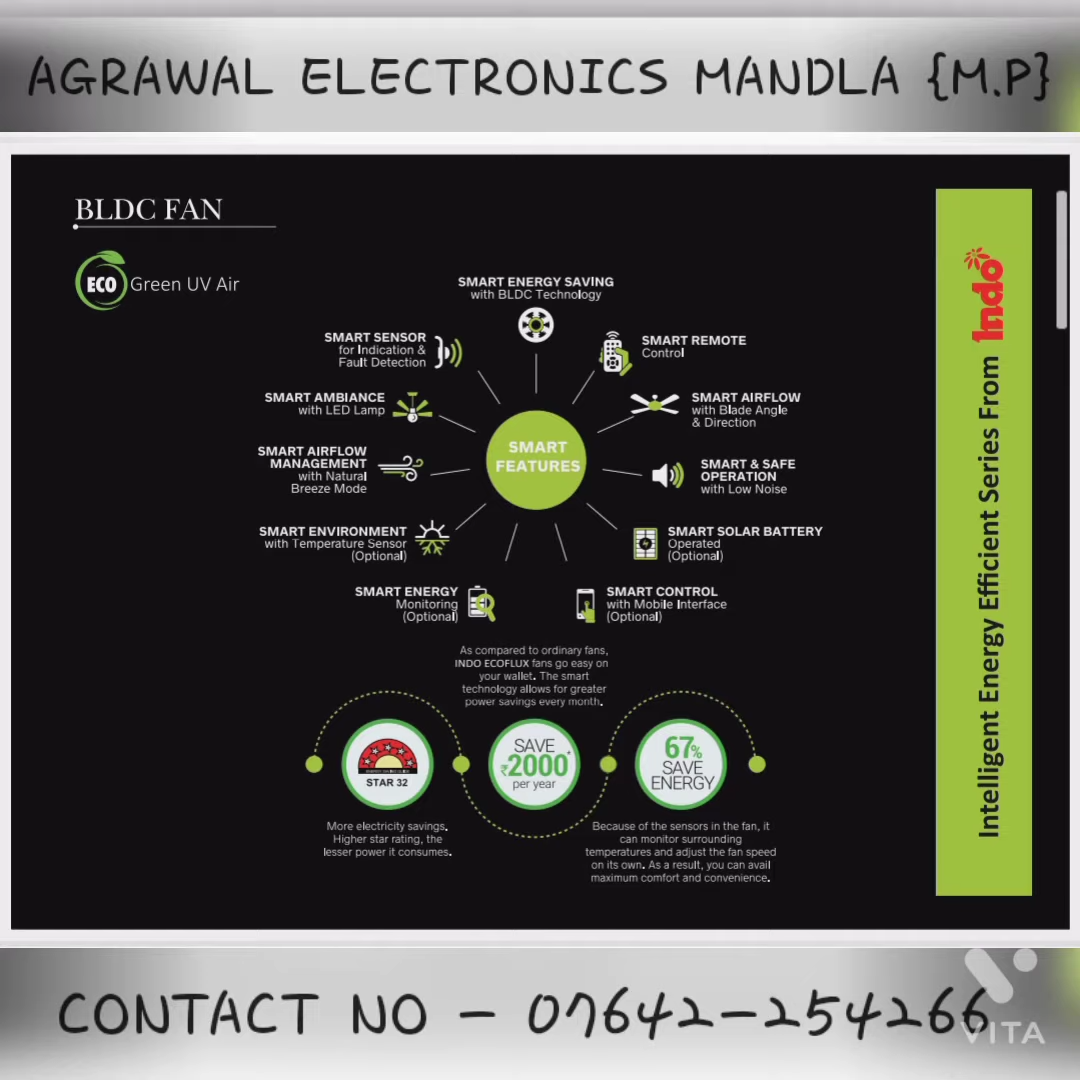 AGRAWAL ELECTRONICS MANDLA {M.P}
BLDC FAN
ECO Green UV Air
SMART ENERGY SAVING
with BLDC Technology
SMART SENSOR
for Indication &
Fault Detection
SMART REMOTE
Control
SMART AMBIANCE
with LED Lamp
SMART AIRFLOW
with Blade Angle
& Direction
SMART AIRFLOW
MANAGEMENT
with Natural
Breeze Mode
SMART
FEATURES
SMART & SAFE
OPERATION
with Low Noise
SMART ENVIRONMENT
with Temperature Sensor
(Optional)
SMART SOLAR BATTERY
Operated
(Optional)
SMART ENERGY
Monitoring
(Optional)
SMART CONTROL
with Mobile Interface
(Optional)
As compared to ordinary fans,
INDO ECOFLUX fans go easy on
your wallet. The smart
technology allows for greater
power savings every month.
STAR 32
SAVE
₹2000*
per year
67%
SAVE
ENERGY
More electricity savings.
Higher star rating, the
lesser power it consumes.
Because of the sensors in the fan, it
can monitor surrounding
temperatures and adjust the fan speed
on its own. As a result, you can avail
maximum comfort and convenience.
Intelligent Energy Efficient Series From Indo
CONTACT NO - 07642-254266
VITA